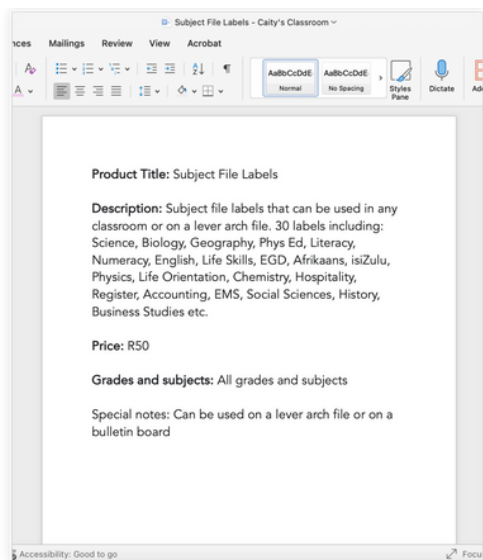 Subject File Labels - Caity's Classroom
nces Mailings Review View Acrobat
A
AaBbCcDdE AaBbCcDdE
Normal No Spacing Styles Pane Dictate Add
Product Title: Subject File Labels
Description: Subject file labels that can be used in any
classroom or on a lever arch file. 30 labels including:
Science, Biology, Geography, Phys Ed, Literacy,
Numeracy, English, Life Skills, EGD, Afrikaans, isiZulu,
Physics, Life Orientation, Chemistry, Hospitality,
Register, Accounting, EMS, Social Sciences, History,
Business Studies etc.
Price: R50
Grades and subjects: All grades and subjects
Special notes: Can be used on a lever arch file or on a
bulletin board
Accessibility: Good to go Focu